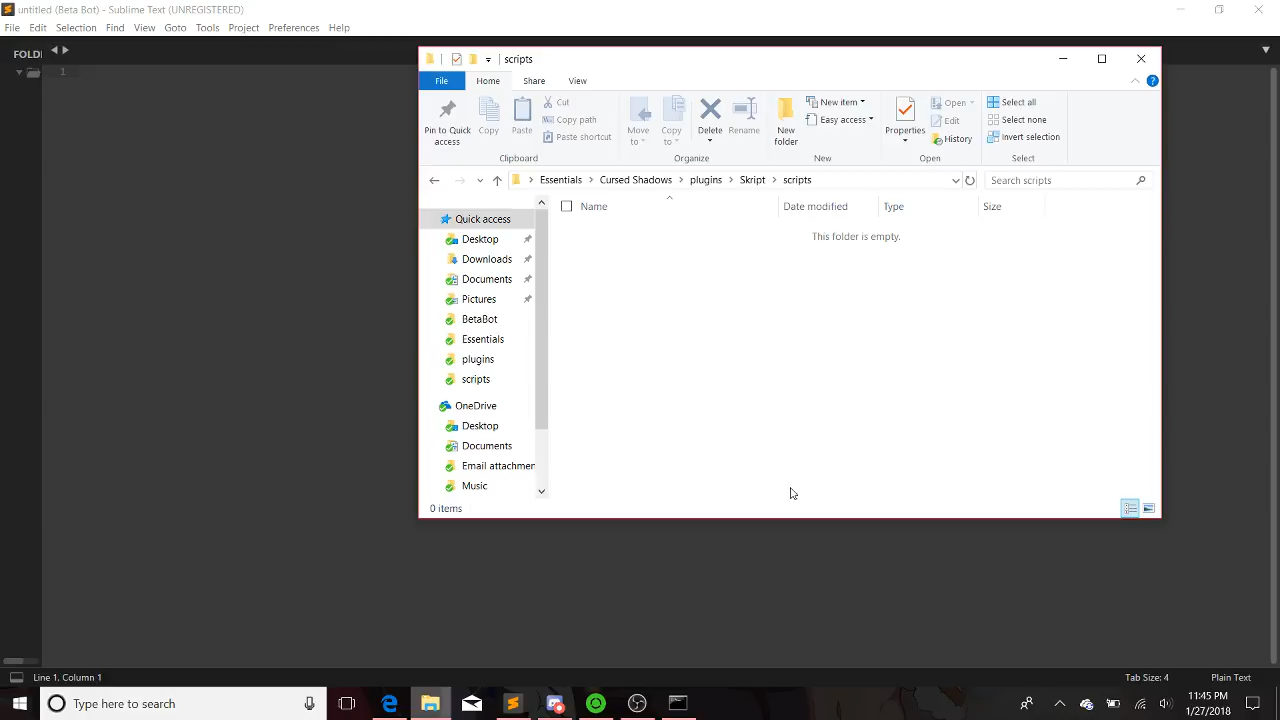 untitled (Beta Bot) - Sublime Text (UNREGISTERED)
File Edit Selection Find View Goto Tools Project Preferences Help
FOLD
1
scripts
File Home Share View
Pin to Quick access
Copy
Paste
Cut
Copy path
Paste shortcut
Clipboard
Move to
Copy to
Delete
Rename
Organize
New folder
New item
Easy access
New
Properties
Open
Edit
History
Open
Select all
Select none
Invert selection
Select
Essentials > Cursed Shadows > plugins > Skript > scripts
Search scripts
Name Date modified Type Size
This folder is empty.
Quick access
Desktop
Downloads
Documents
Pictures
BetaBot
Essentials
plugins
scripts
OneDrive
Desktop
Documents
Email attachmen
Music
0 items
Line 1, Column 1
Tab Size: 4
Plain Text
Type here to search
11:45 PM
1/27/2018